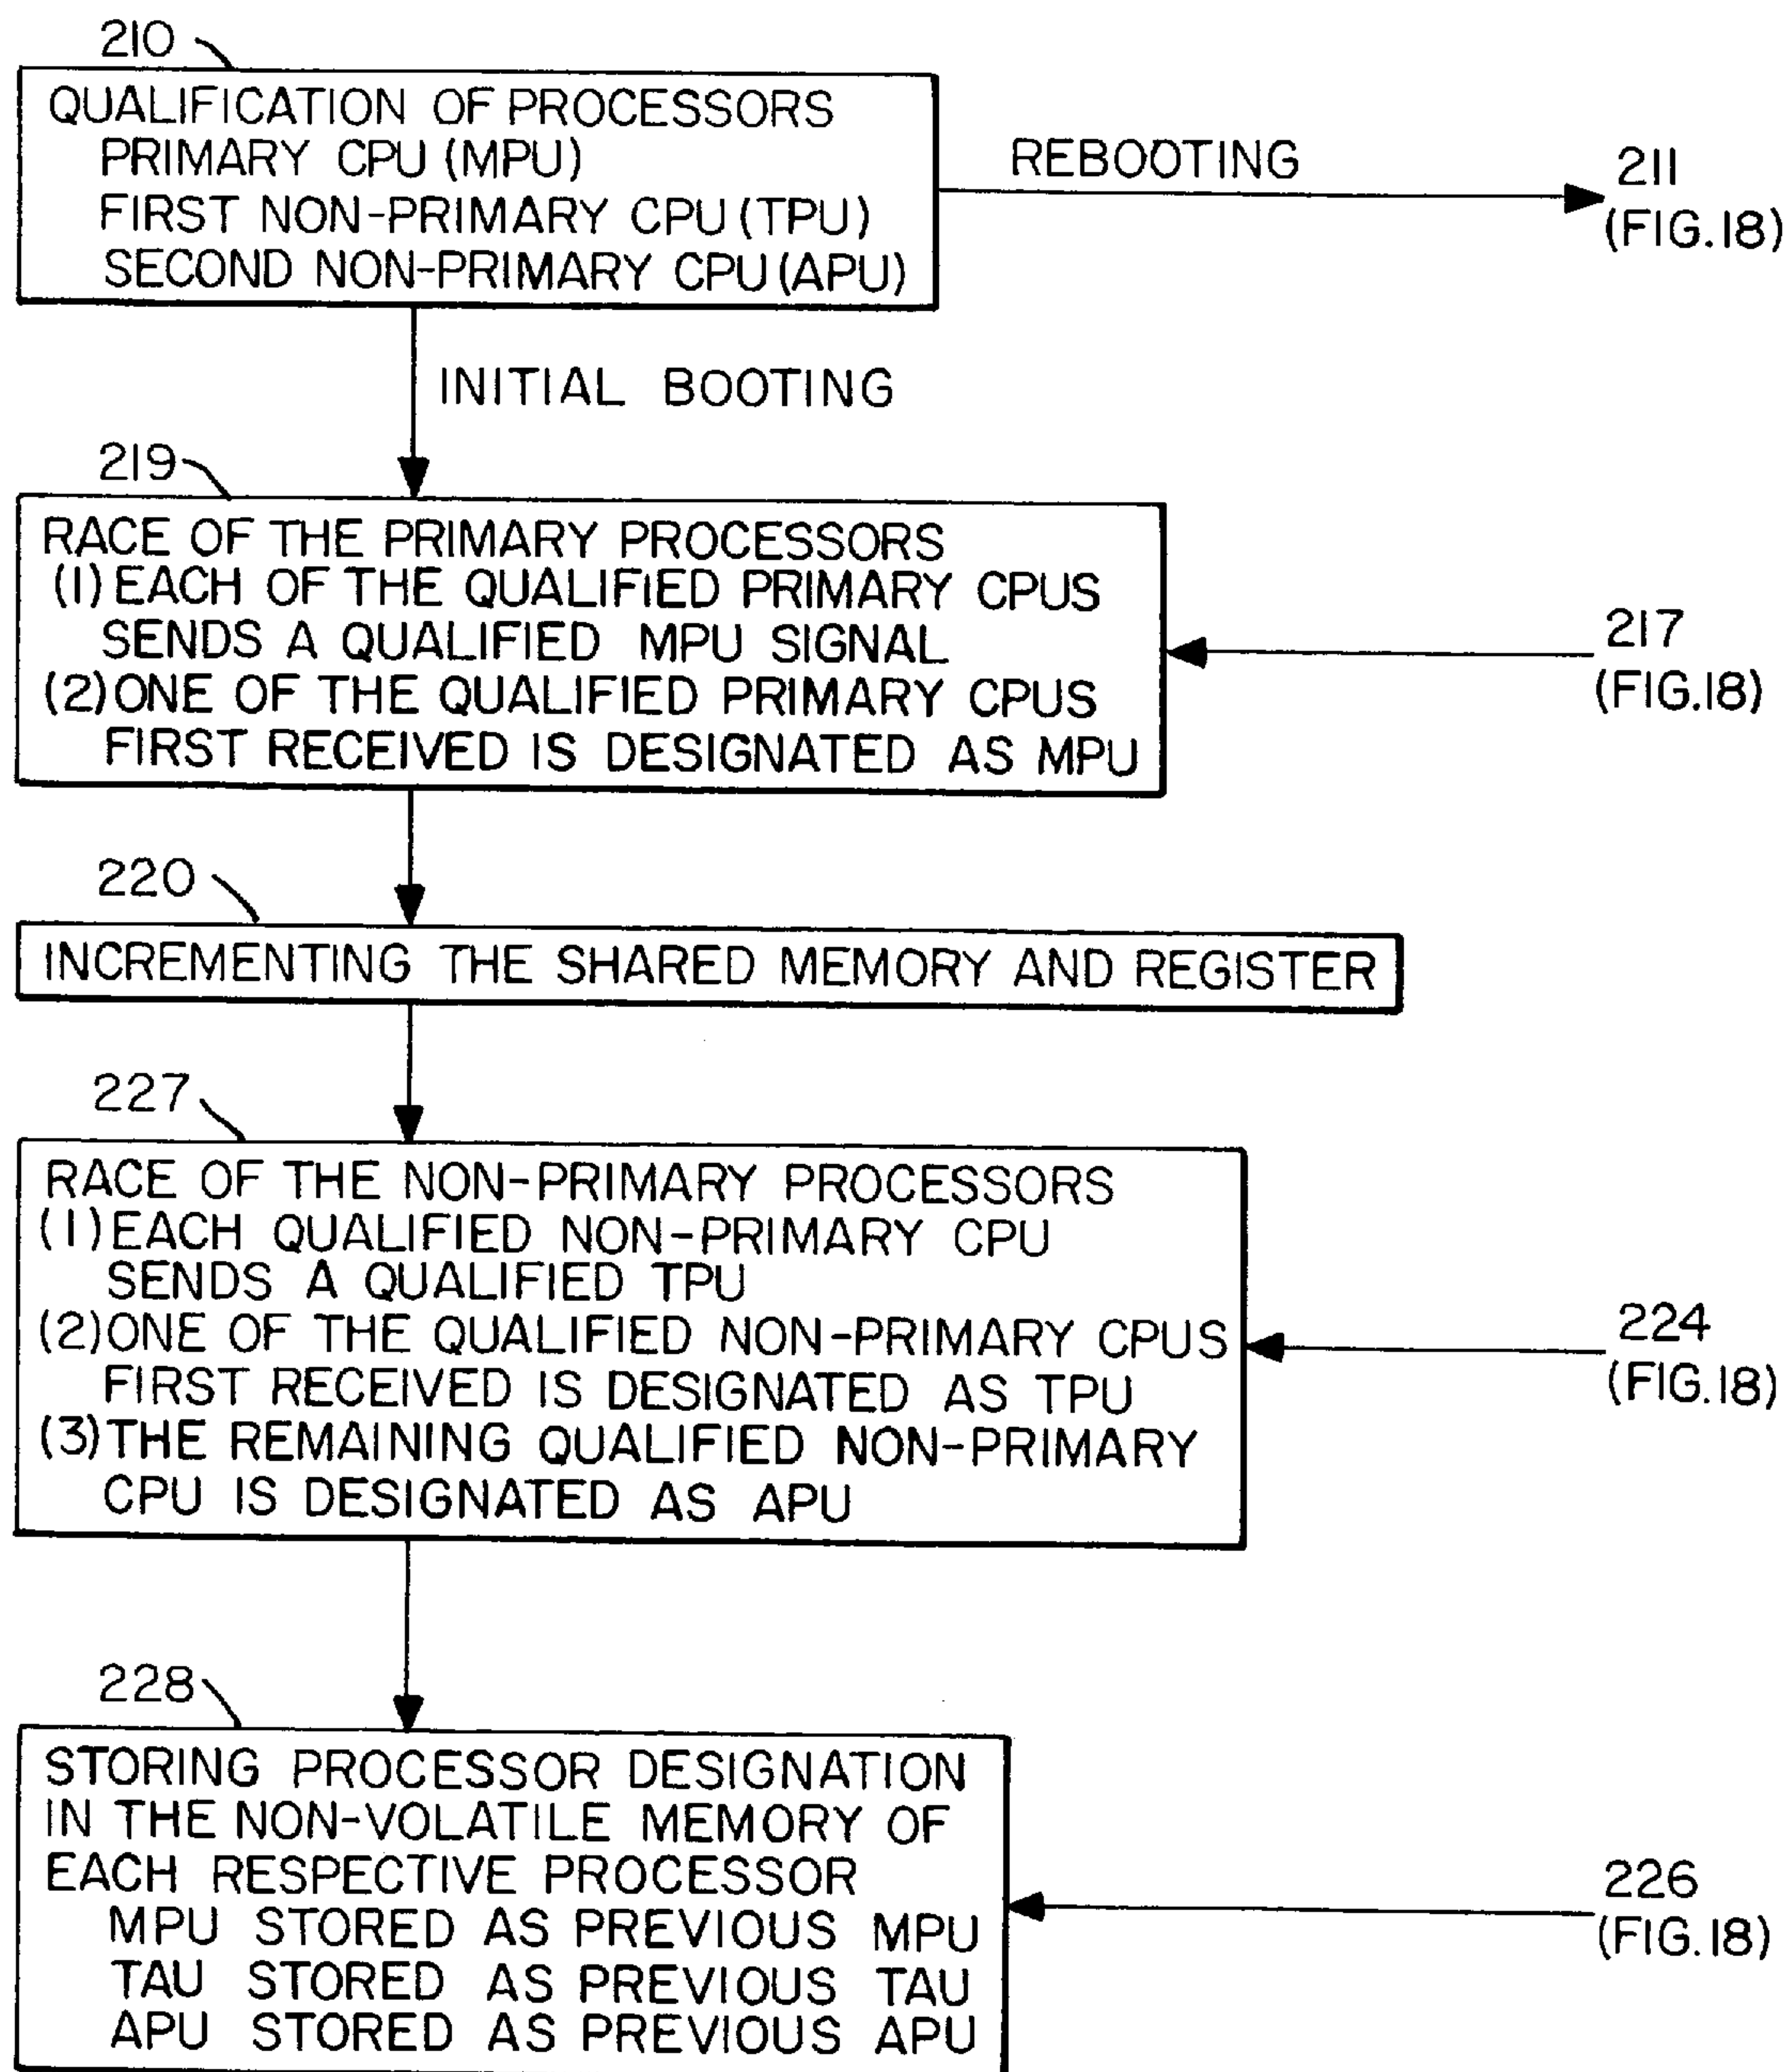 210
QUALIFICATION OF PROCESSORS
PRIMARY CPU (MPU)
FIRST NON-PRIMARY CPU (TPU)
SECOND NON-PRIMARY CPU (APU)
REBOOTING
211
(FIG.18)
INITIAL BOOTING
219
RACE OF THE PRIMARY PROCESSORS
(1) EACH OF THE QUALIFIED PRIMARY CPUS
SENDS A QUALIFIED MPU SIGNAL
(2) ONE OF THE QUALIFIED PRIMARY CPUS
FIRST RECEIVED IS DESIGNATED AS MPU
217
(FIG.18)
220
INCREMENTING THE SHARED MEMORY AND REGISTER
227
RACE OF THE NON-PRIMARY PROCESSORS
(1) EACH QUALIFIED NON-PRIMARY CPU
SENDS A QUALIFIED TPU
(2) ONE OF THE QUALIFIED NON-PRIMARY CPUS
FIRST RECEIVED IS DESIGNATED AS TPU
(3) THE REMAINING QUALIFIED NON-PRIMARY
CPU IS DESIGNATED AS APU
224
(FIG.18)
228
STORING PROCESSOR DESIGNATION
IN THE NON-VOLATILE MEMORY OF
EACH RESPECTIVE PROCESSOR
MPU STORED AS PREVIOUS MPU
TAU STORED AS PREVIOUS TAU
APU STORED AS PREVIOUS APU
226
(FIG.18)